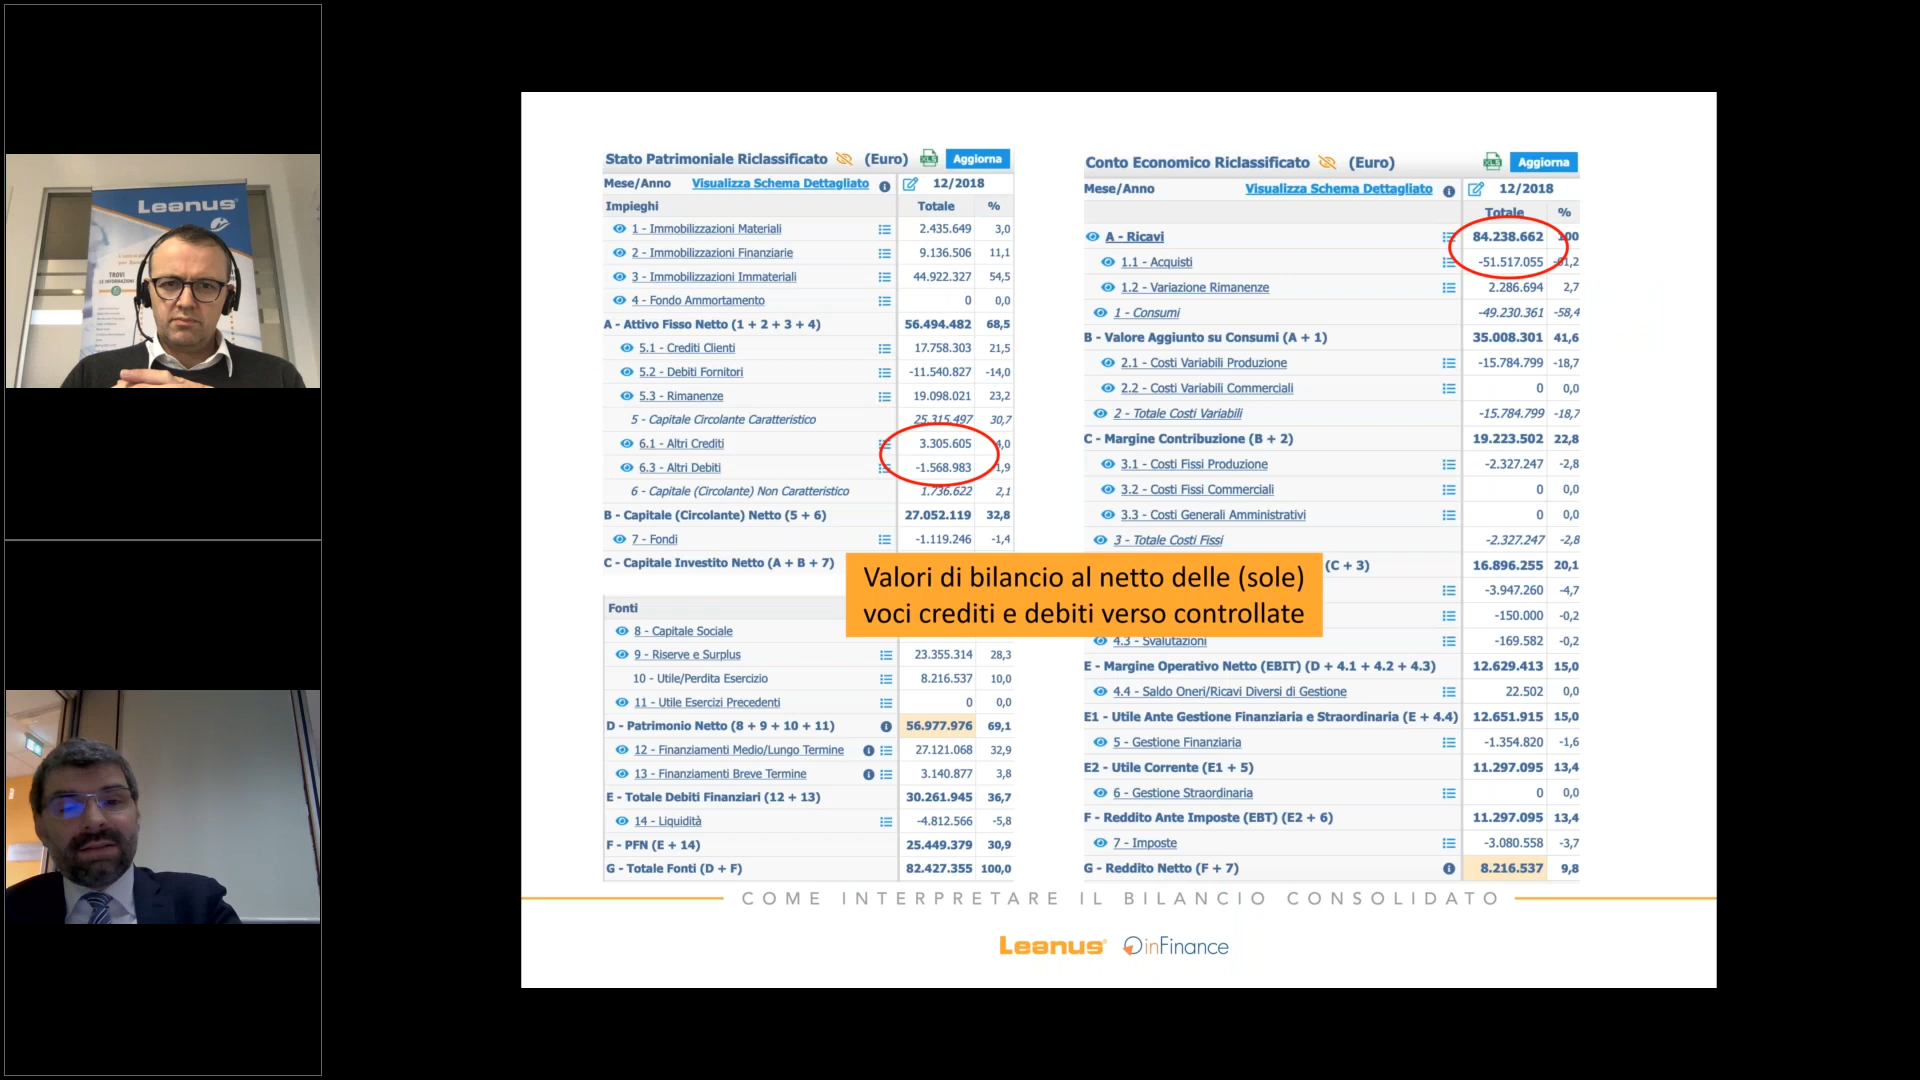 Leanus
TROVI
LE INFORMAZIONI
Stato Patrimoniale Riclassificato (Euro) XLS Aggiorna
Mese/Anno Visualizza Schema Dettagliato 12/2018
Impieghi Totale %
1 - Immobilizzazioni Materiali 2.435.649 3,0
2 - Immobilizzazioni Finanziarie 9.136.506 11,1
3 - Immobilizzazioni Immateriali 44.922.327 54,5
4 - Fondo Ammortamento 0 0,0
A - Attivo Fisso Netto (1 + 2 + 3 + 4) 56.494.482 68,5
5.1 - Crediti Clienti 17.758.303 21,5
5.2 - Debiti Fornitori -11.540.827 -14,0
5.3 - Rimanenze 19.098.021 23,2
5 - Capitale Circolante Caratteristico 25.315.497 30,7
6.1 - Altri Crediti 3.305.605 4,0
6.3 - Altri Debiti -1.568.983 1,9
6 - Capitale (Circolante) Non Caratteristico 1.736.622 2,1
B - Capitale (Circolante) Netto (5 + 6) 27.052.119 32,8
7 - Fondi -1.119.246 -1,4
C - Capitale Investito Netto (A + B + 7)
Fonti
8 - Capitale Sociale
9 - Riserve e Surplus 23.355.314 28,3
10 - Utile/Perdita Esercizio 8.216.537 10,0
11 - Utile Esercizi Precedenti 0 0,0
D - Patrimonio Netto (8 + 9 + 10 + 11) 56.977.976 69,1
12 - Finanziamenti Medio/Lungo Termine 27.121.068 32,9
13 - Finanziamenti Breve Termine 3.140.877 3,8
E - Totale Debiti Finanziari (12 + 13) 30.261.945 36,7
14 - Liquidità -4.812.566 -5,8
F - PFN (E + 14) 25.449.379 30,9
G - Totale Fonti (D + F) 82.427.355 100,0
Valori di bilancio al netto delle (sole)
voci crediti e debiti verso controllate
Conto Economico Riclassificato (Euro) XLS Aggiorna
Mese/Anno Visualizza Schema Dettagliato 12/2018
Totale %
A - Ricavi 84.238.662 100
1.1 - Acquisti -51.517.055 -61,2
1.2 - Variazione Rimanenze 2.286.694 2,7
1 - Consumi -49.230.361 -58,4
B - Valore Aggiunto su Consumi (A + 1) 35.008.301 41,6
2.1 - Costi Variabili Produzione -15.784.799 -18,7
2.2 - Costi Variabili Commerciali 0 0,0
2 - Totale Costi Variabili -15.784.799 -18,7
C - Margine Contribuzione (B + 2) 19.223.502 22,8
3.1 - Costi Fissi Produzione -2.327.247 -2,8
3.2 - Costi Fissi Commerciali 0 0,0
3.3 - Costi Generali Amministrativi 0 0,0
3 - Totale Costi Fissi -2.327.247 -2,8
(C + 3) 16.896.255 20,1
-3.947.260 -4,7
-150.000 -0,2
4.3 - Svalutazioni -169.582 -0,2
E - Margine Operativo Netto (EBIT) (D + 4.1 + 4.2 + 4.3) 12.629.413 15,0
4.4 - Saldo Oneri/Ricavi Diversi di Gestione 22.502 0,0
E1 - Utile Ante Gestione Finanziaria e Straordinaria (E + 4.4) 12.651.915 15,0
5 - Gestione Finanziaria -1.354.820 -1,6
E2 - Utile Corrente (E1 + 5) 11.297.095 13,4
6 - Gestione Straordinaria 0 0,0
F - Reddito Ante Imposte (EBT) (E2 + 6) 11.297.095 13,4
7 - Imposte -3.080.558 -3,7
G - Reddito Netto (F + 7) 8.216.537 9,8
COME INTERPRETARE IL BILANCIO CONSOLIDATO
Leanus inFinance